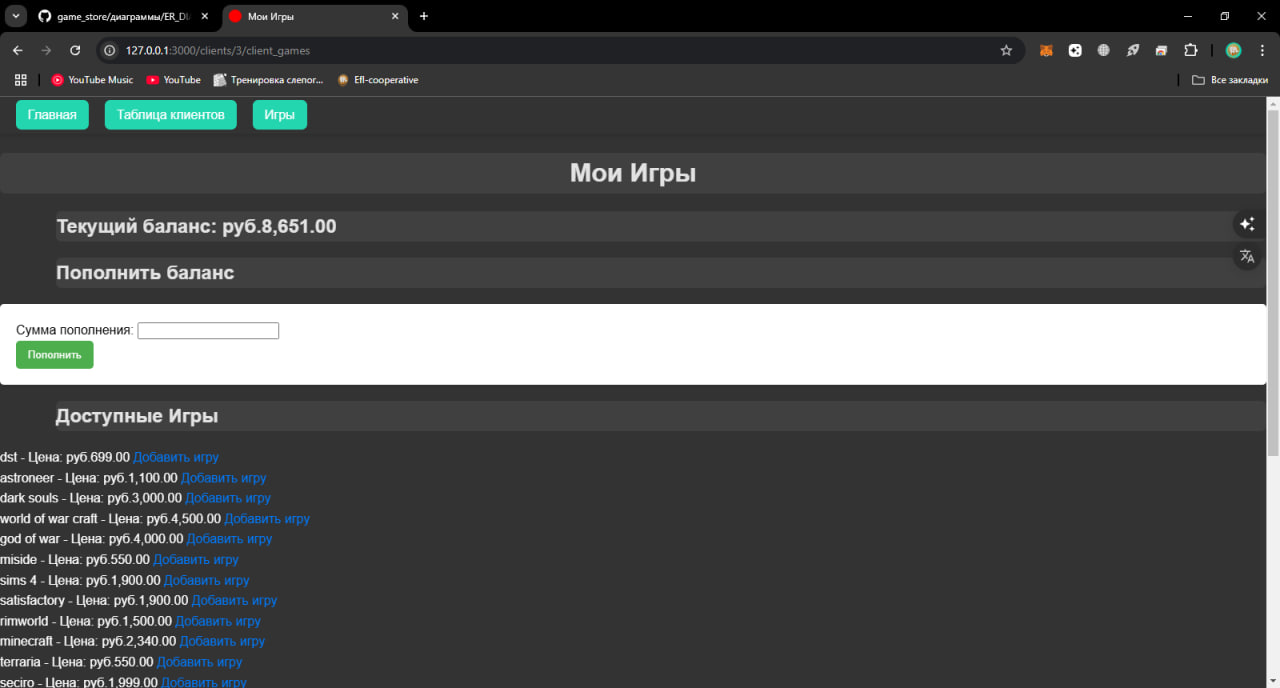 game_store/диаграммы/ER_DI
Мои Игры
127.0.0.1:3000/clients/3/client_games
YouTube Music
YouTube
Тренировка слепог...
Efl-cooperative
Все закладки
Главная
Таблица клиентов
Игры
Мои Игры
Текущий баланс: руб.8,651.00
Пополнить баланс
Сумма пополнения:
Пополнить
Доступные Игры
dst - Цена: руб.699.00 Добавить игру
astroneer - Цена: руб.1,100.00 Добавить игру
dark souls - Цена: руб.3,000.00 Добавить игру
world of war craft - Цена: руб.4,500.00 Добавить игру
god of war - Цена: руб.4,000.00 Добавить игру
miside - Цена: руб.550.00 Добавить игру
sims 4 - Цена: руб.1,900.00 Добавить игру
satisfactory - Цена: руб.1,900.00 Добавить игру
rimworld - Цена: руб.1,500.00 Добавить игру
minecraft - Цена: руб.2,340.00 Добавить игру
terraria - Цена: руб.550.00 Добавить игру
seciro - Цена: руб.1,999.00 Добавить игру